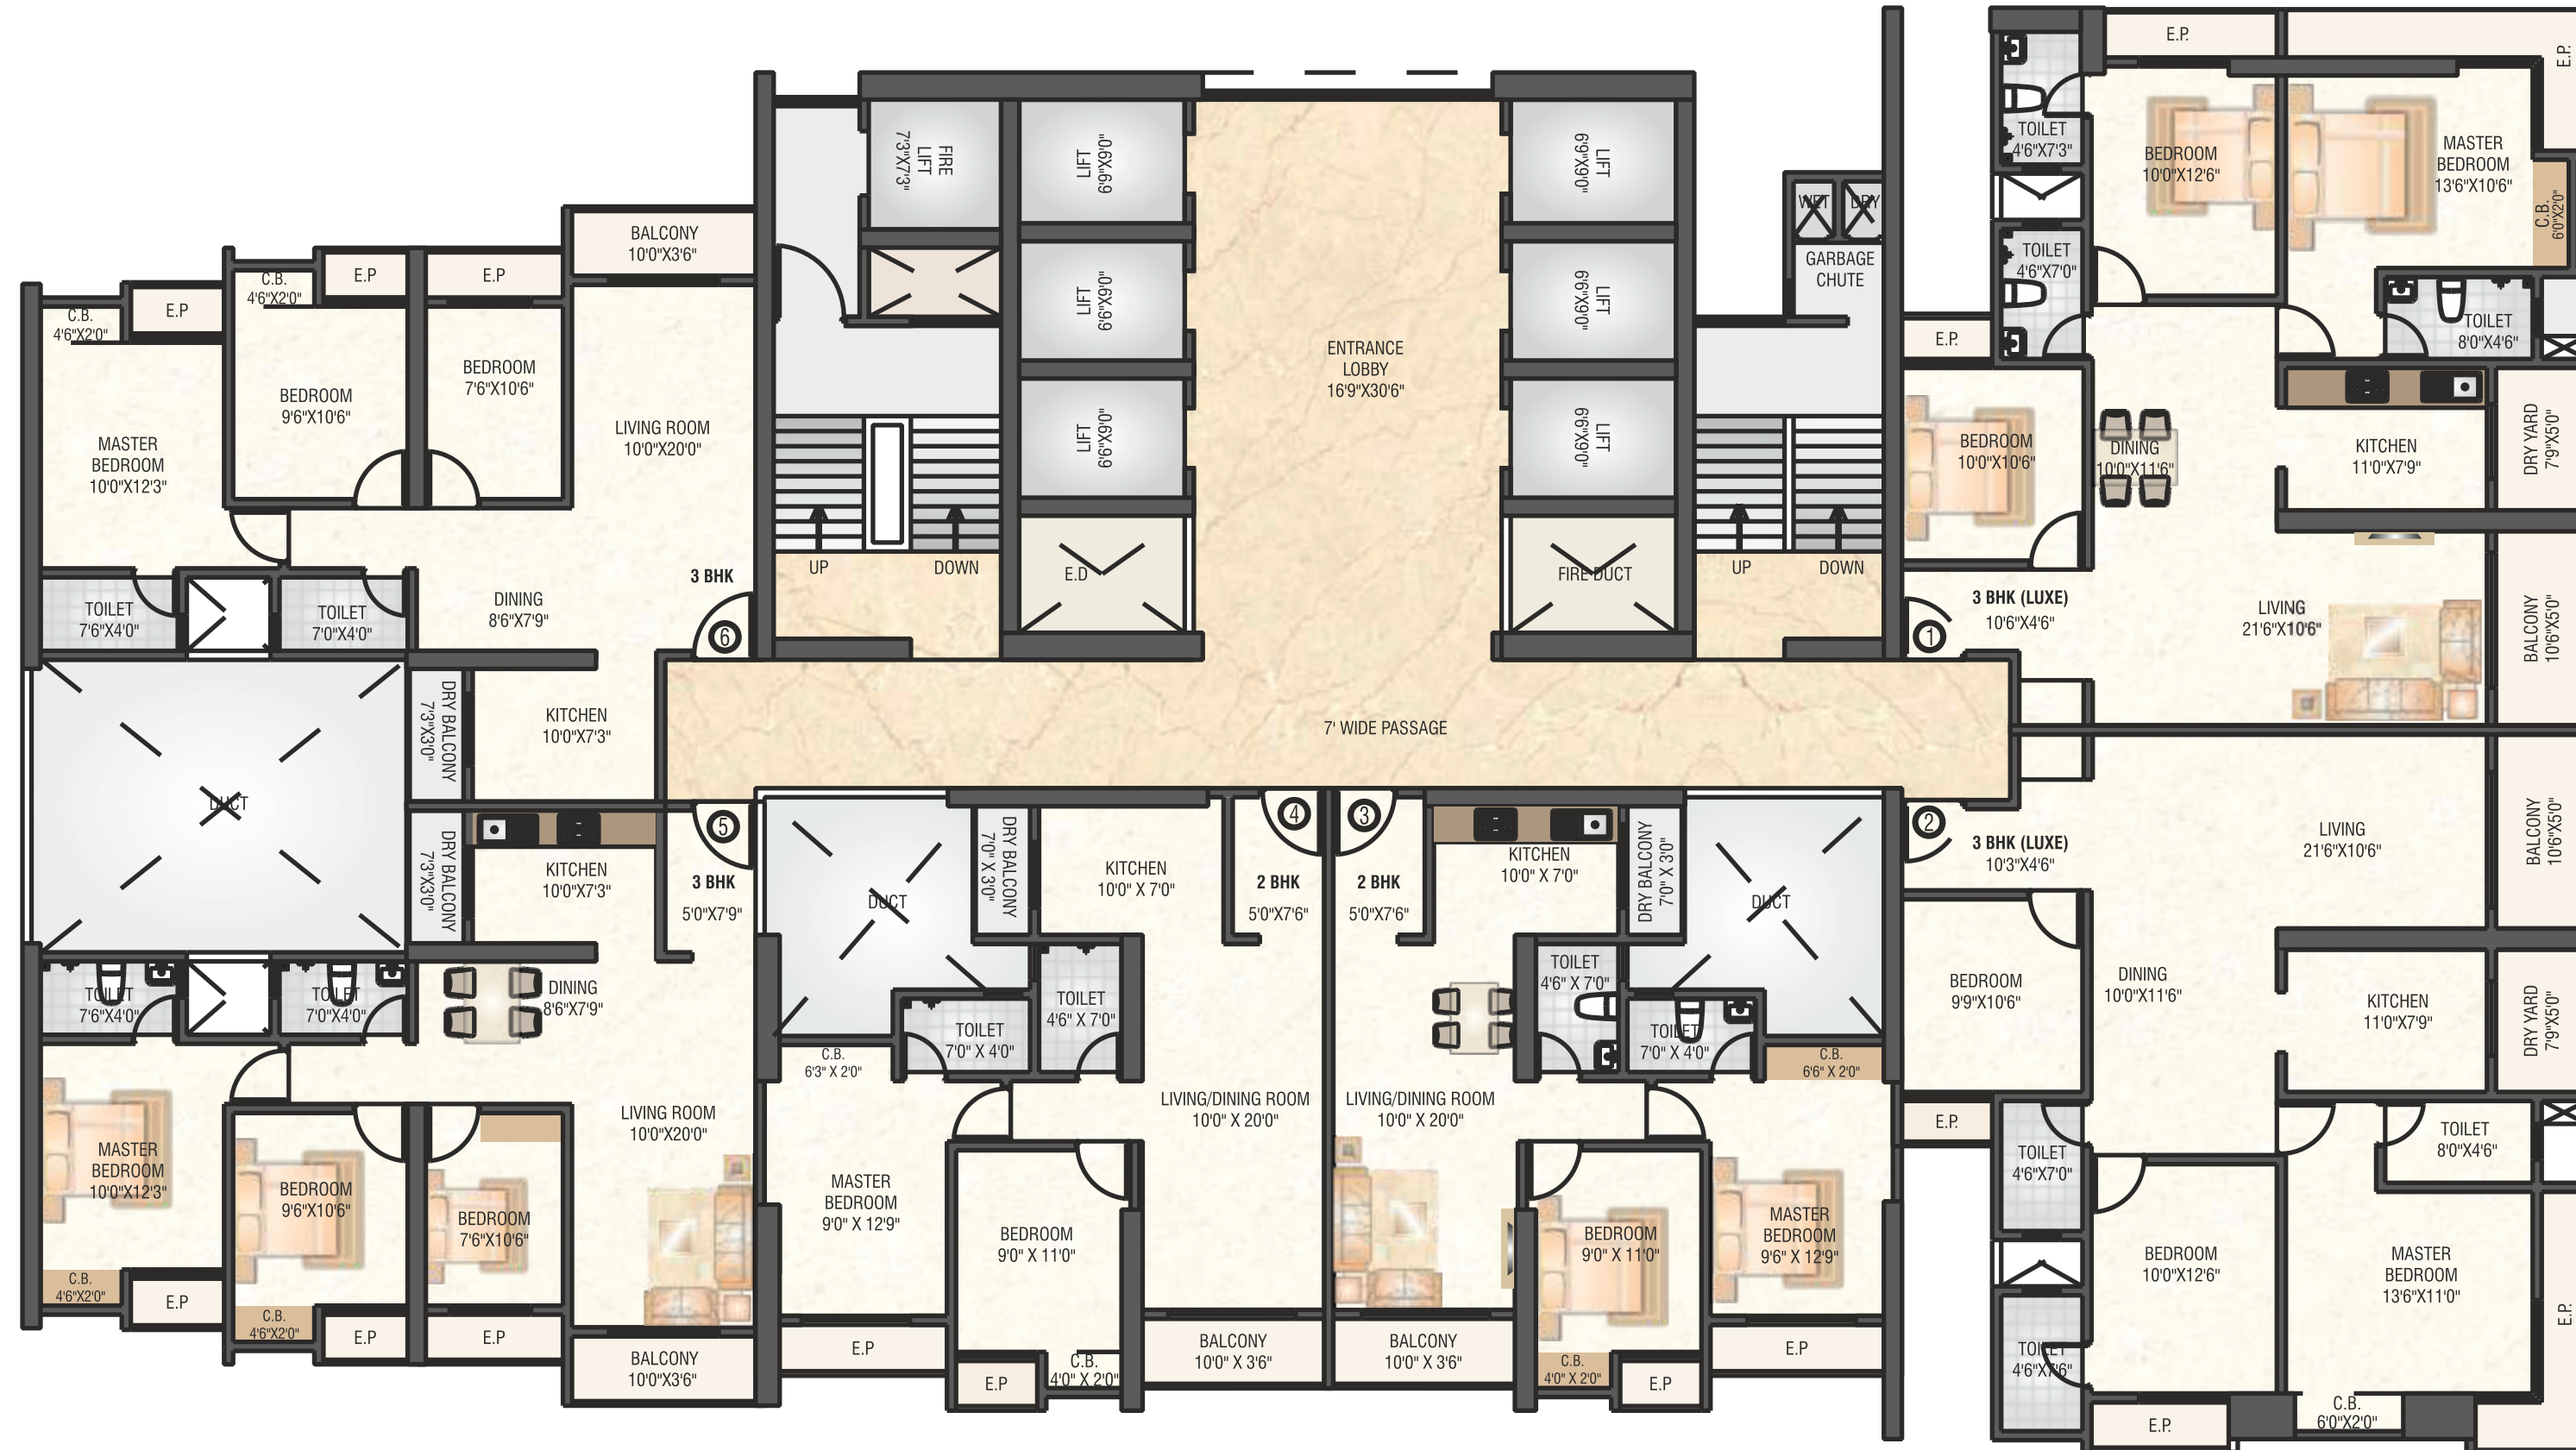 E.P.
E.P.
TOILET
4'6"X7'3"
BEDROOM
10'0"X12'6"
MASTER
BEDROOM
13'6"X10'6"
C.B.
6'0"X2'0"
TOILET
4'6"X7'0"
TOILET
8'0"X4'6"
FIRE
LIFT
7'3"X7'3"
LIFT
6'9"X9'0"
LIFT
6'9"X9'0"
WET
DRY
GARBAGE
CHUTE
LIFT
6'6"X9'0"
LIFT
6'6"X9'0"
LIFT
6'6"X9'0"
LIFT
6'6"X9'0"
ENTRANCE
LOBBY
16'9"X30'6"
E.D
FIRE DUCT
UP
DOWN
UP
DOWN
BALCONY
10'0"X3'6"
C.B.
4'6"X2'0"
E.P
E.P
C.B.
4'6"X2'0"
E.P
BEDROOM
7'6"X10'6"
BEDROOM
9'6"X10'6"
LIVING ROOM
10'0"X20'0"
MASTER
BEDROOM
10'0"X12'3"
3 BHK
6
DINING
8'6"X7'9"
TOILET
7'6"X4'0"
TOILET
7'0"X4'0"
DRY BALCONY
7'3"X3'0"
KITCHEN
10'0"X7'3"
DUCT
E.P.
BEDROOM
10'0"X10'6"
DINING
10'0"X11'6"
KITCHEN
11'0"X7'9"
DRY YARD
7'9"X5'0"
3 BHK (LUXE)
10'6"X4'6"
1
LIVING
21'6"X10'6"
BALCONY
10'6"X5'0"
7' WIDE PASSAGE
DRY BALCONY
7'3"X3'0"
KITCHEN
10'0"X7'3"
5
3 BHK
5'0"X7'9"
DUCT
DRY BALCONY
7'0" X 3'0"
KITCHEN
10'0" X 7'0"
4
2 BHK
5'0"X7'6"
3
2 BHK
5'0"X7'6"
KITCHEN
10'0" X 7'0"
DRY BALCONY
7'0" X 3'0"
DUCT
2
3 BHK (LUXE)
10'3"X4'6"
LIVING
21'6"X10'6"
BALCONY
10'6"X5'0"
TOILET
7'6"X4'0"
TOILET
7'0"X4'0"
DINING
8'6"X7'9"
TOILET
7'0" X 4'0"
TOILET
4'6" X 7'0"
TOILET
4'6" X 7'0"
TOILET
7'0" X 4'0"
BEDROOM
9'9"X10'6"
DINING
10'0"X11'6"
KITCHEN
11'0"X7'9"
DRY YARD
7'9"X5'0"
C.B.
6'3" X 2'0"
C.B.
6'6" X 2'0"
MASTER
BEDROOM
10'0"X12'3"
BEDROOM
9'6"X10'6"
BEDROOM
7'6"X10'6"
LIVING ROOM
10'0"X20'0"
MASTER
BEDROOM
9'0" X 12'9"
BEDROOM
9'0" X 11'0"
LIVING/DINING ROOM
10'0" X 20'0"
LIVING/DINING ROOM
10'0" X 20'0"
BEDROOM
9'0" X 11'0"
MASTER
BEDROOM
9'6" X 12'9"
E.P.
TOILET
4'6"X7'0"
TOILET
8'0"X4'6"
BEDROOM
10'0"X12'6"
MASTER
BEDROOM
13'6"X11'0"
E.P.
TOILET
4'6"X7'6"
C.B.
4'6"X2'0"
E.P
C.B.
4'6"X2'0"
E.P
E.P
BALCONY
10'0"X3'6"
E.P
E.P
C.B.
4'0" X 2'0"
BALCONY
10'0" X 3'6"
BALCONY
10'0" X 3'6"
C.B.
4'0" X 2'0"
E.P
E.P
E.P.
C.B.
6'0"X2'0"